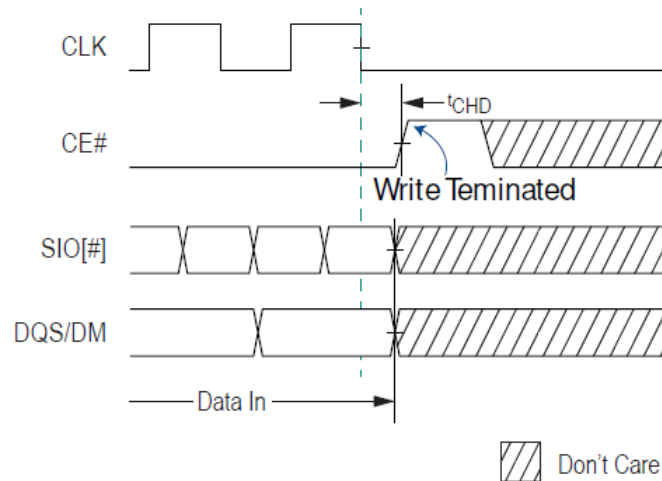 CLK
tCHD
CE#
Write Teminated
SIO[#]
DQS/DM
Data In
Don't Care